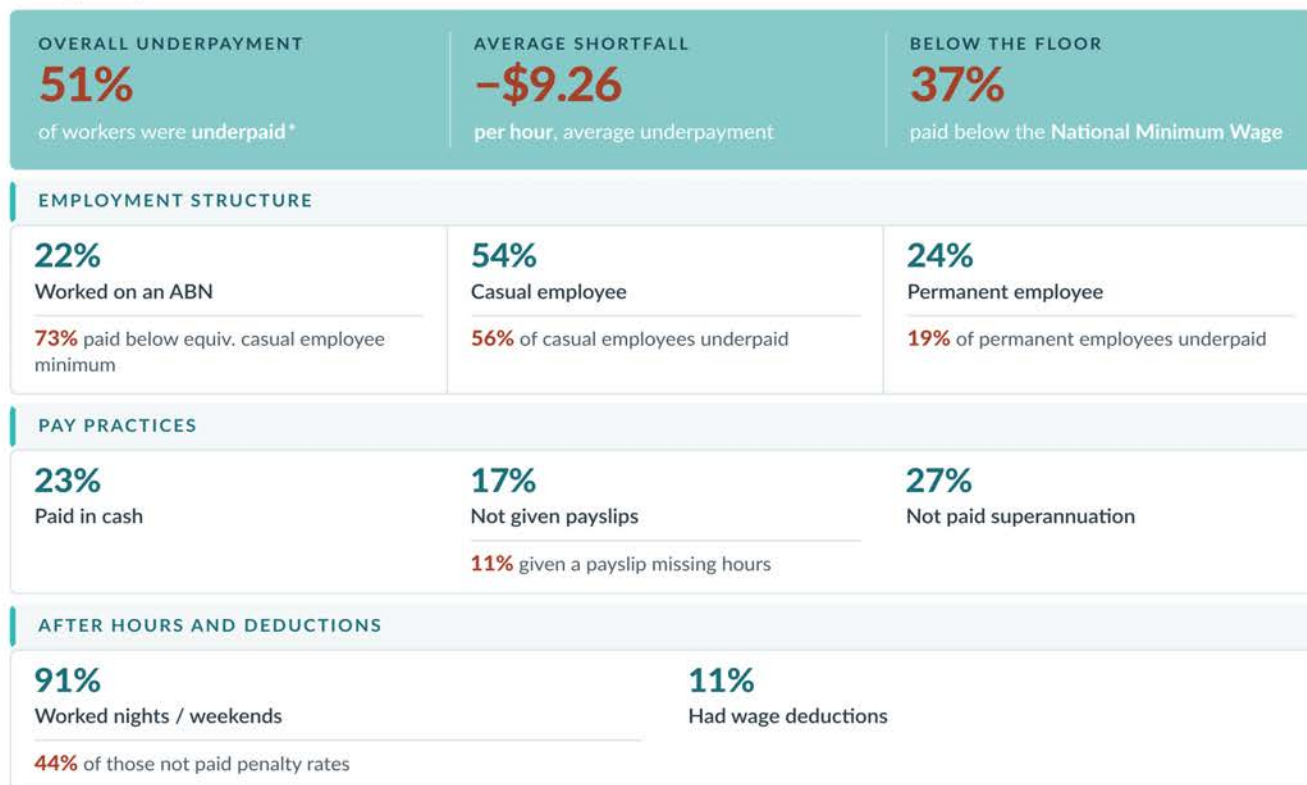 OVERALL UNDERPAYMENT
51%
of workers were underpaid*
AVERAGE SHORTFALL
–$9.26
per hour, average underpayment
BELOW THE FLOOR
37%
paid below the National Minimum Wage
EMPLOYMENT STRUCTURE
22%
Worked on an ABN
73% paid below equiv. casual employee
minimum
54%
Casual employee
56% of casual employees underpaid
24%
Permanent employee
19% of permanent employees underpaid
PAY PRACTICES
23%
Paid in cash
17%
Not given payslips
11% given a payslip missing hours
27%
Not paid superannuation
AFTER HOURS AND DEDUCTIONS
91%
Worked nights / weekends
44% of those not paid penalty rates
11%
Had wage deductions